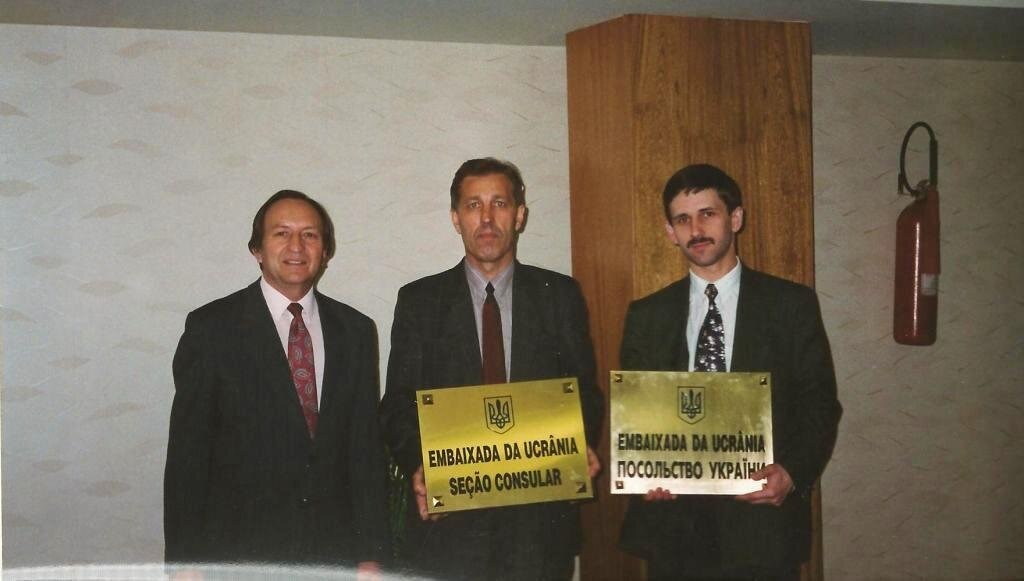 EMBAIXADA DA UCRÂNIA
SEÇÃO CONSULAR
EMBAIXADA DA UCRÂNIA
ПОСОЛЬСТВО УКРАЇНИ